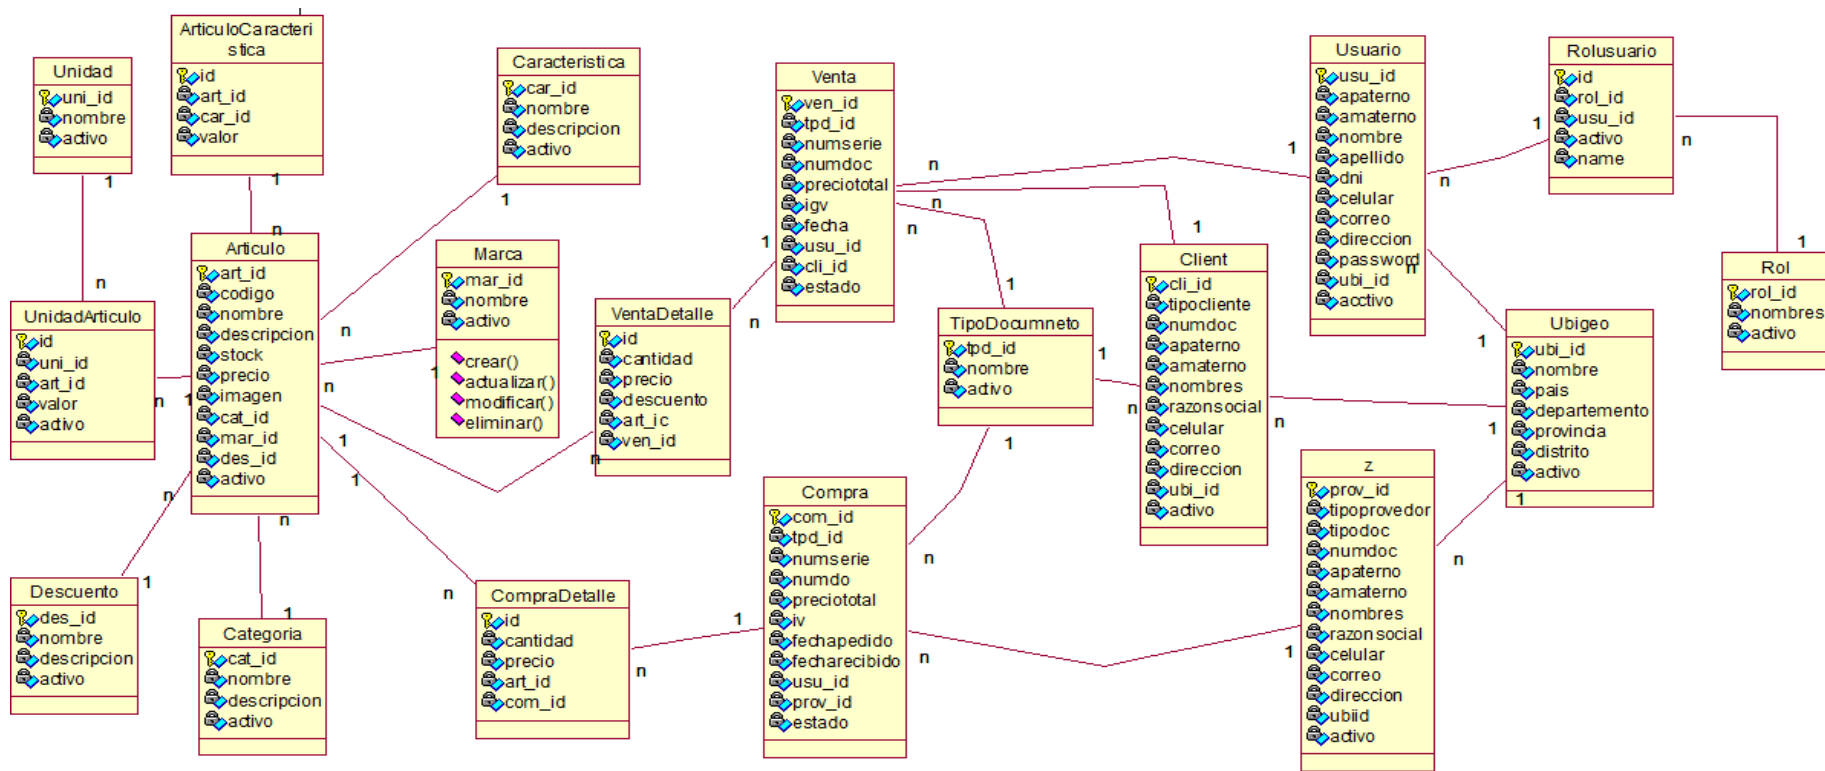 Unidad
uni_id
nombre
activo
1
ArticuloCaracteri
stica
id
art_id
car_id
valor
1
n
Caracteristica
car_id
nombre
descripcion
activo
1
n
Articulo
art_id
codigo
nombre
descripcion
stock
precio
imagen
cat_id
mar_id
des_id
activo
n
UnidadArticulo
id
uni_id
art_id
valor
activo
n
1
Marca
mar_id
nombre
activo
crear()
actualizar()
modificar()
eliminar()
1
n
VentaDetalle
id
cantidad
precio
descuento
art_ic
ven_id
n
1
n
1
1
Descuento
des_id
nombre
descripcion
activo
n
1
Categoria
cat_id
nombre
descripcion
activo
n
1
CompraDetalle
id
cantidad
precio
art_id
com_id
n
n
1
Venta
ven_id
tpd_id
numserie
numdoc
preciototal
igv
fecha
usu_id
cli_id
estado
n
n
n
TipoDocumneto
tpd_id
nombre
activo
1
1
n
1
Compra
com_id
tpd_id
numserie
numdo
preciototal
iv
fechapedido
fecharecibido
usu_id
prov_id
estado
n
n
1
Client
cli_id
tipocliente
numdoc
apaterno
amaterno
nombres
razonsocial
celular
correo
direccion
ubi_id
activo
1
n
Usuario
usu_id
apaterno
amaterno
nombre
apellido
dni
celular
correo
direccion
password
ubi_id
acctivo
1
n
n
Rolusuario
id
rol_id
usu_id
activo
name
1
n
Rol
rol_id
nombres
activo
1
Ubigeo
ubi_id
nombre
pais
departemento
provincia
distrito
activo
1
1
1
z
prov_id
tipoprovedor
tipodoc
numdoc
apaterno
amaterno
nombres
razonsocial
celular
correo
direccion
ubiid
activo
n